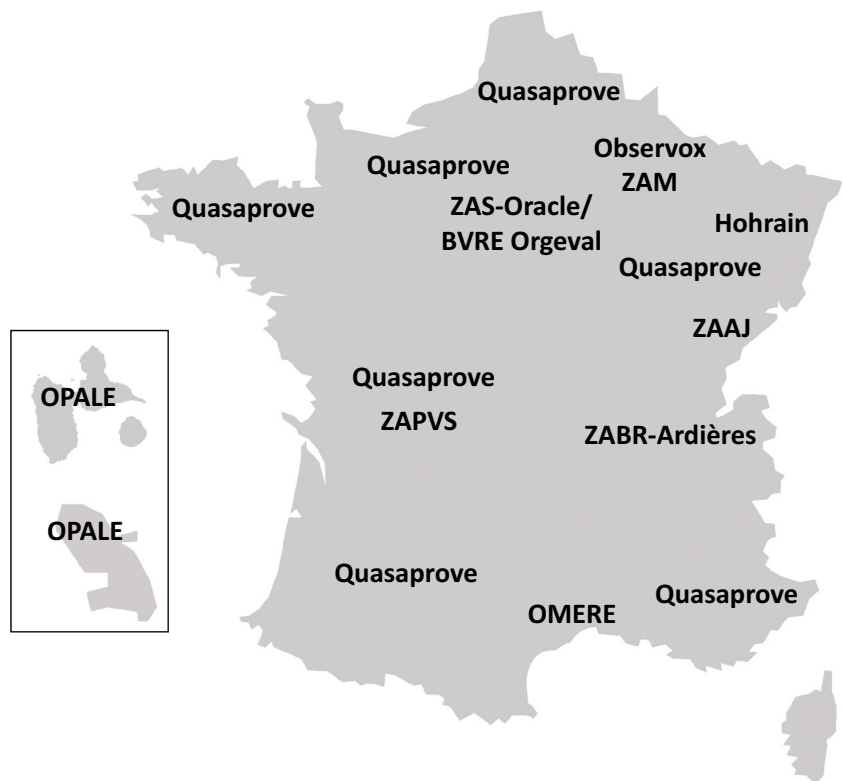 Quasaprove
Observox
ZAM
Quasaprove
Quasaprove
ZAS-Oracle/
BVRE Orgeval
Hohrain
Quasaprove
ZAAJ
Quasaprove
ZAPVS
ZABR-Ardières
OPALE
OPALE
Quasaprove
Quasaprove
OMERE